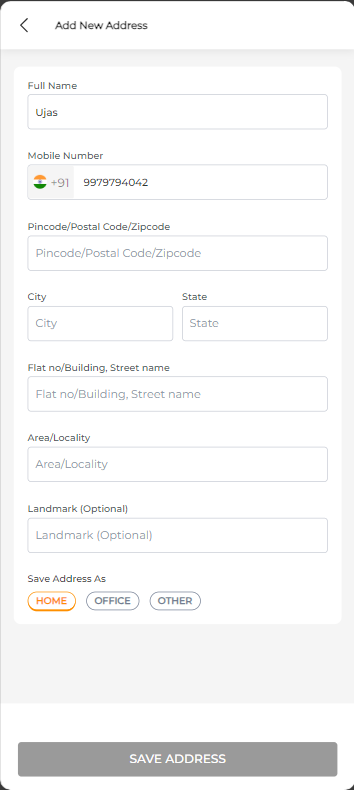 Add New Address
Full Name
Ujas
Mobile Number
+91 9979794042
Pincode/Postal Code/Zipcode
Pincode/Postal Code/Zipcode
City State
City State
Flat no/Building, Street name
Flat no/Building, Street name
Area/Locality
Area/Locality
Landmark (Optional)
Landmark (Optional)
Save Address As
HOME OFFICE OTHER
SAVE ADDRESS